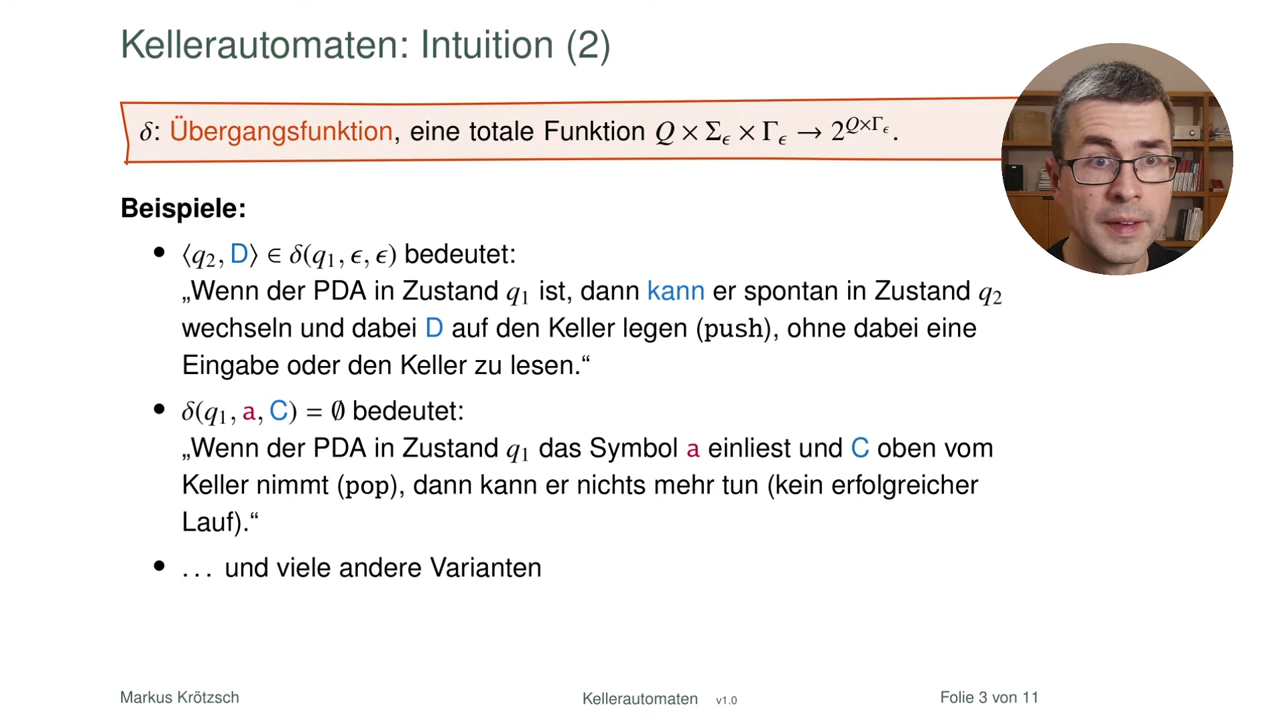 Kellerautomaten: Intuition (2)
δ: Übergangsfunktion, eine totale Funktion Q × Σ_ϵ × Γ_ϵ → 2^{Q×Γ_ϵ}.
Beispiele:
• ⟨q₂, D⟩ ∈ δ(q₁, ϵ, ϵ) bedeutet:
„Wenn der PDA in Zustand q₁ ist, dann kann er spontan in Zustand q₂
wechseln und dabei D auf den Keller legen (push), ohne dabei eine
Eingabe oder den Keller zu lesen.“
• δ(q₁, a, C) = ∅ bedeutet:
„Wenn der PDA in Zustand q₁ das Symbol a einliest und C oben vom
Keller nimmt (pop), dann kann er nichts mehr tun (kein erfolgreicher
Lauf).“
• . . . und viele andere Varianten
Markus Krötzsch Kellerautomaten v1.0 Folie 3 von 11